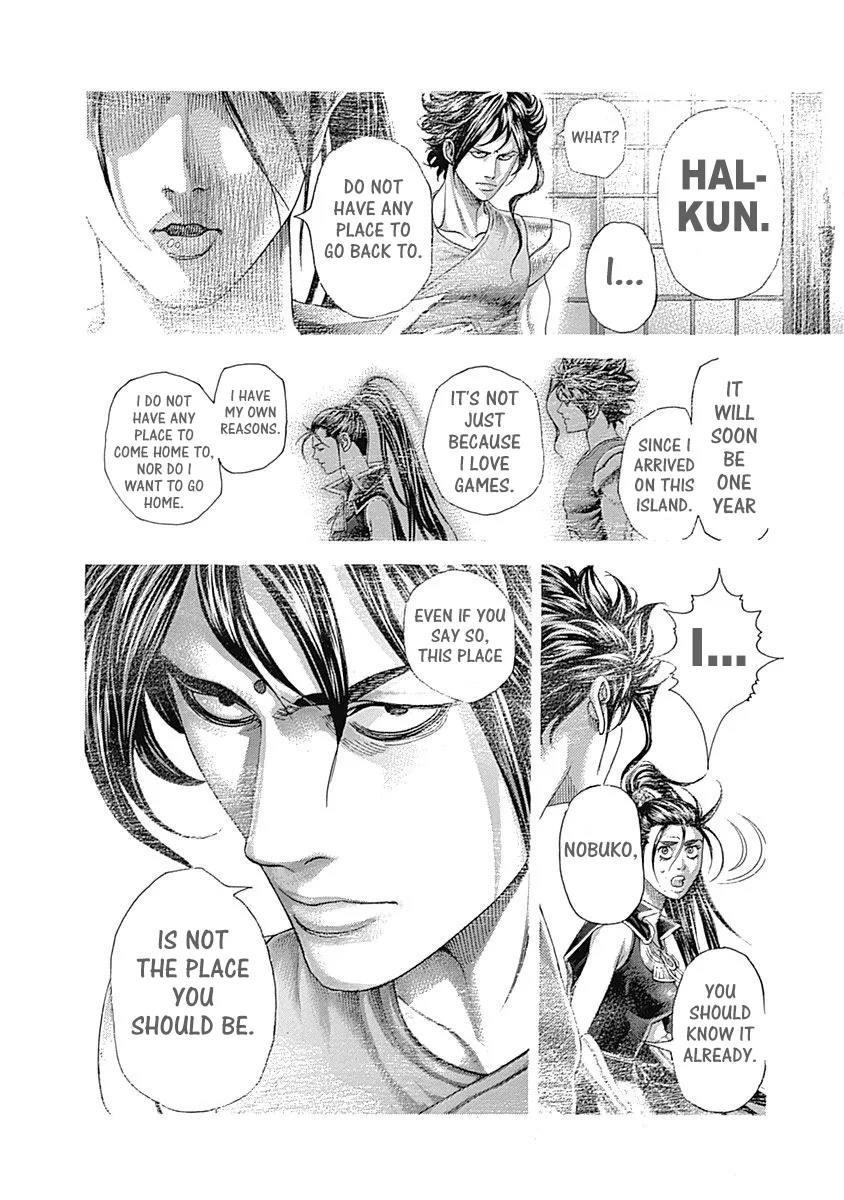 HAL-
KUN.
WHAT?
I...
DO NOT
HAVE ANY
PLACE TO
GO BACK TO.
IT
WILL
SOON
BE
ONE
YEAR
SINCE I
ARRIVED
ON THIS
ISLAND.
IT'S NOT
JUST
BECAUSE
I LOVE
GAMES.
I HAVE
MY OWN
REASONS.
I DO NOT
HAVE ANY
PLACE TO
COME HOME TO,
NOR DO I
WANT TO GO
HOME.
I...
NOBUKO,
YOU
SHOULD
KNOW IT
ALREADY.
EVEN IF YOU
SAY SO,
THIS PLACE
IS NOT
THE PLACE
YOU
SHOULD BE.